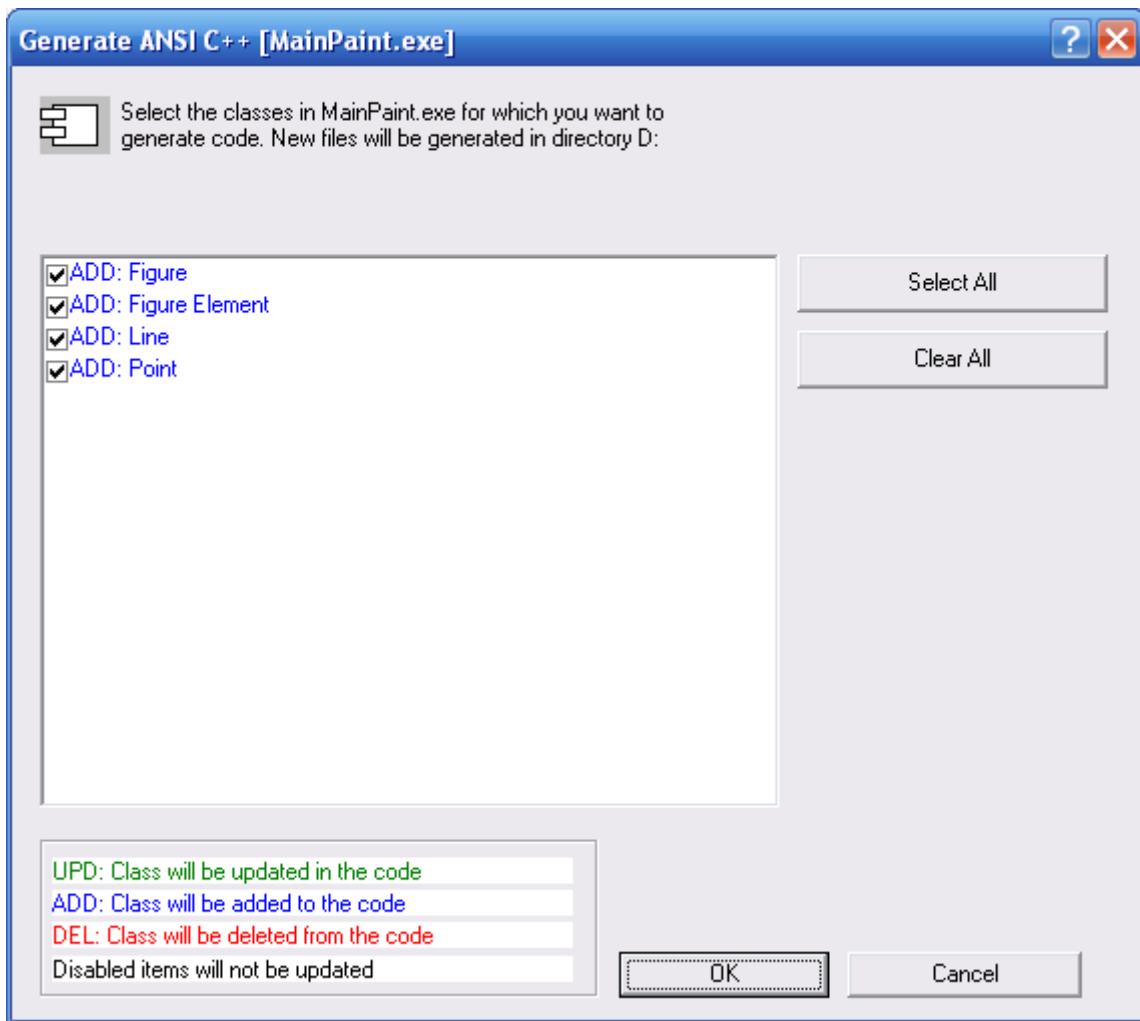 Generate ANSI C++ [MainPaint.exe]
Select the classes in MainPaint.exe for which you want to
generate code. New files will be generated in directory D:
ADD: Figure
ADD: Figure Element
ADD: Line
ADD: Point
Select All
Clear All
UPD: Class will be updated in the code
ADD: Class will be added to the code
DEL: Class will be deleted from the code
Disabled items will not be updated
OK
Cancel